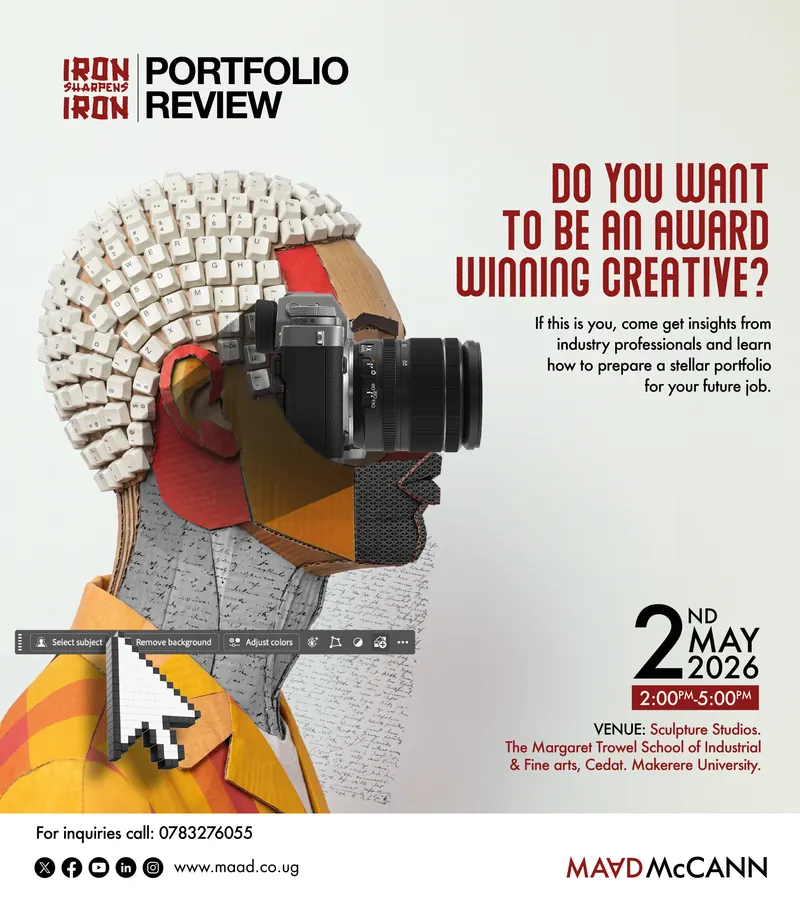 IRON
SHARPENS
IRON
PORTFOLIO
REVIEW
DO YOU WANT
TO BE AN AWARD
WINNING CREATIVE?
If this is you, come get insights from
industry professionals and learn
how to prepare a stellar portfolio
for your future job.
Select subject
Remove background
Adjust colors
2ND
MAY
2026
2:00PM-5:00PM
VENUE: Sculpture Studios.
The Margaret Trowel School of Industrial
& Fine arts, Cedat. Makerere University.
For inquiries call: 0783276055
www.maad.co.ug
MAAD McCANN